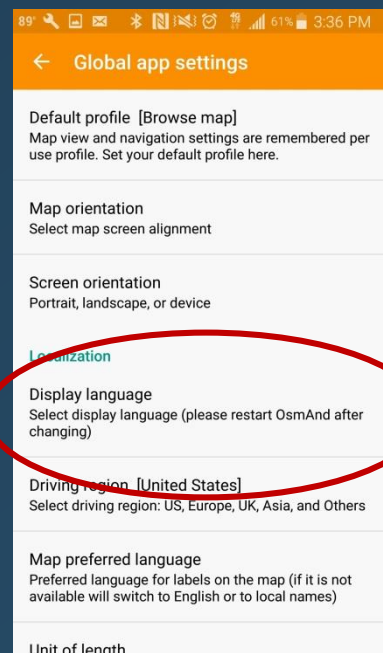 89° 61% 3:36 PM
Global app settings
Default profile [Browse map]
Map view and navigation settings are remembered per
use profile. Set your default profile here.
Map orientation
Select map screen alignment
Screen orientation
Portrait, landscape, or device
Localization
Display language
Select display language (please restart OsmAnd after
changing)
Driving region [United States]
Select driving region: US, Europe, UK, Asia, and Others
Map preferred language
Preferred language for labels on the map (if it is not
available will switch to English or to local names)
Unit of length